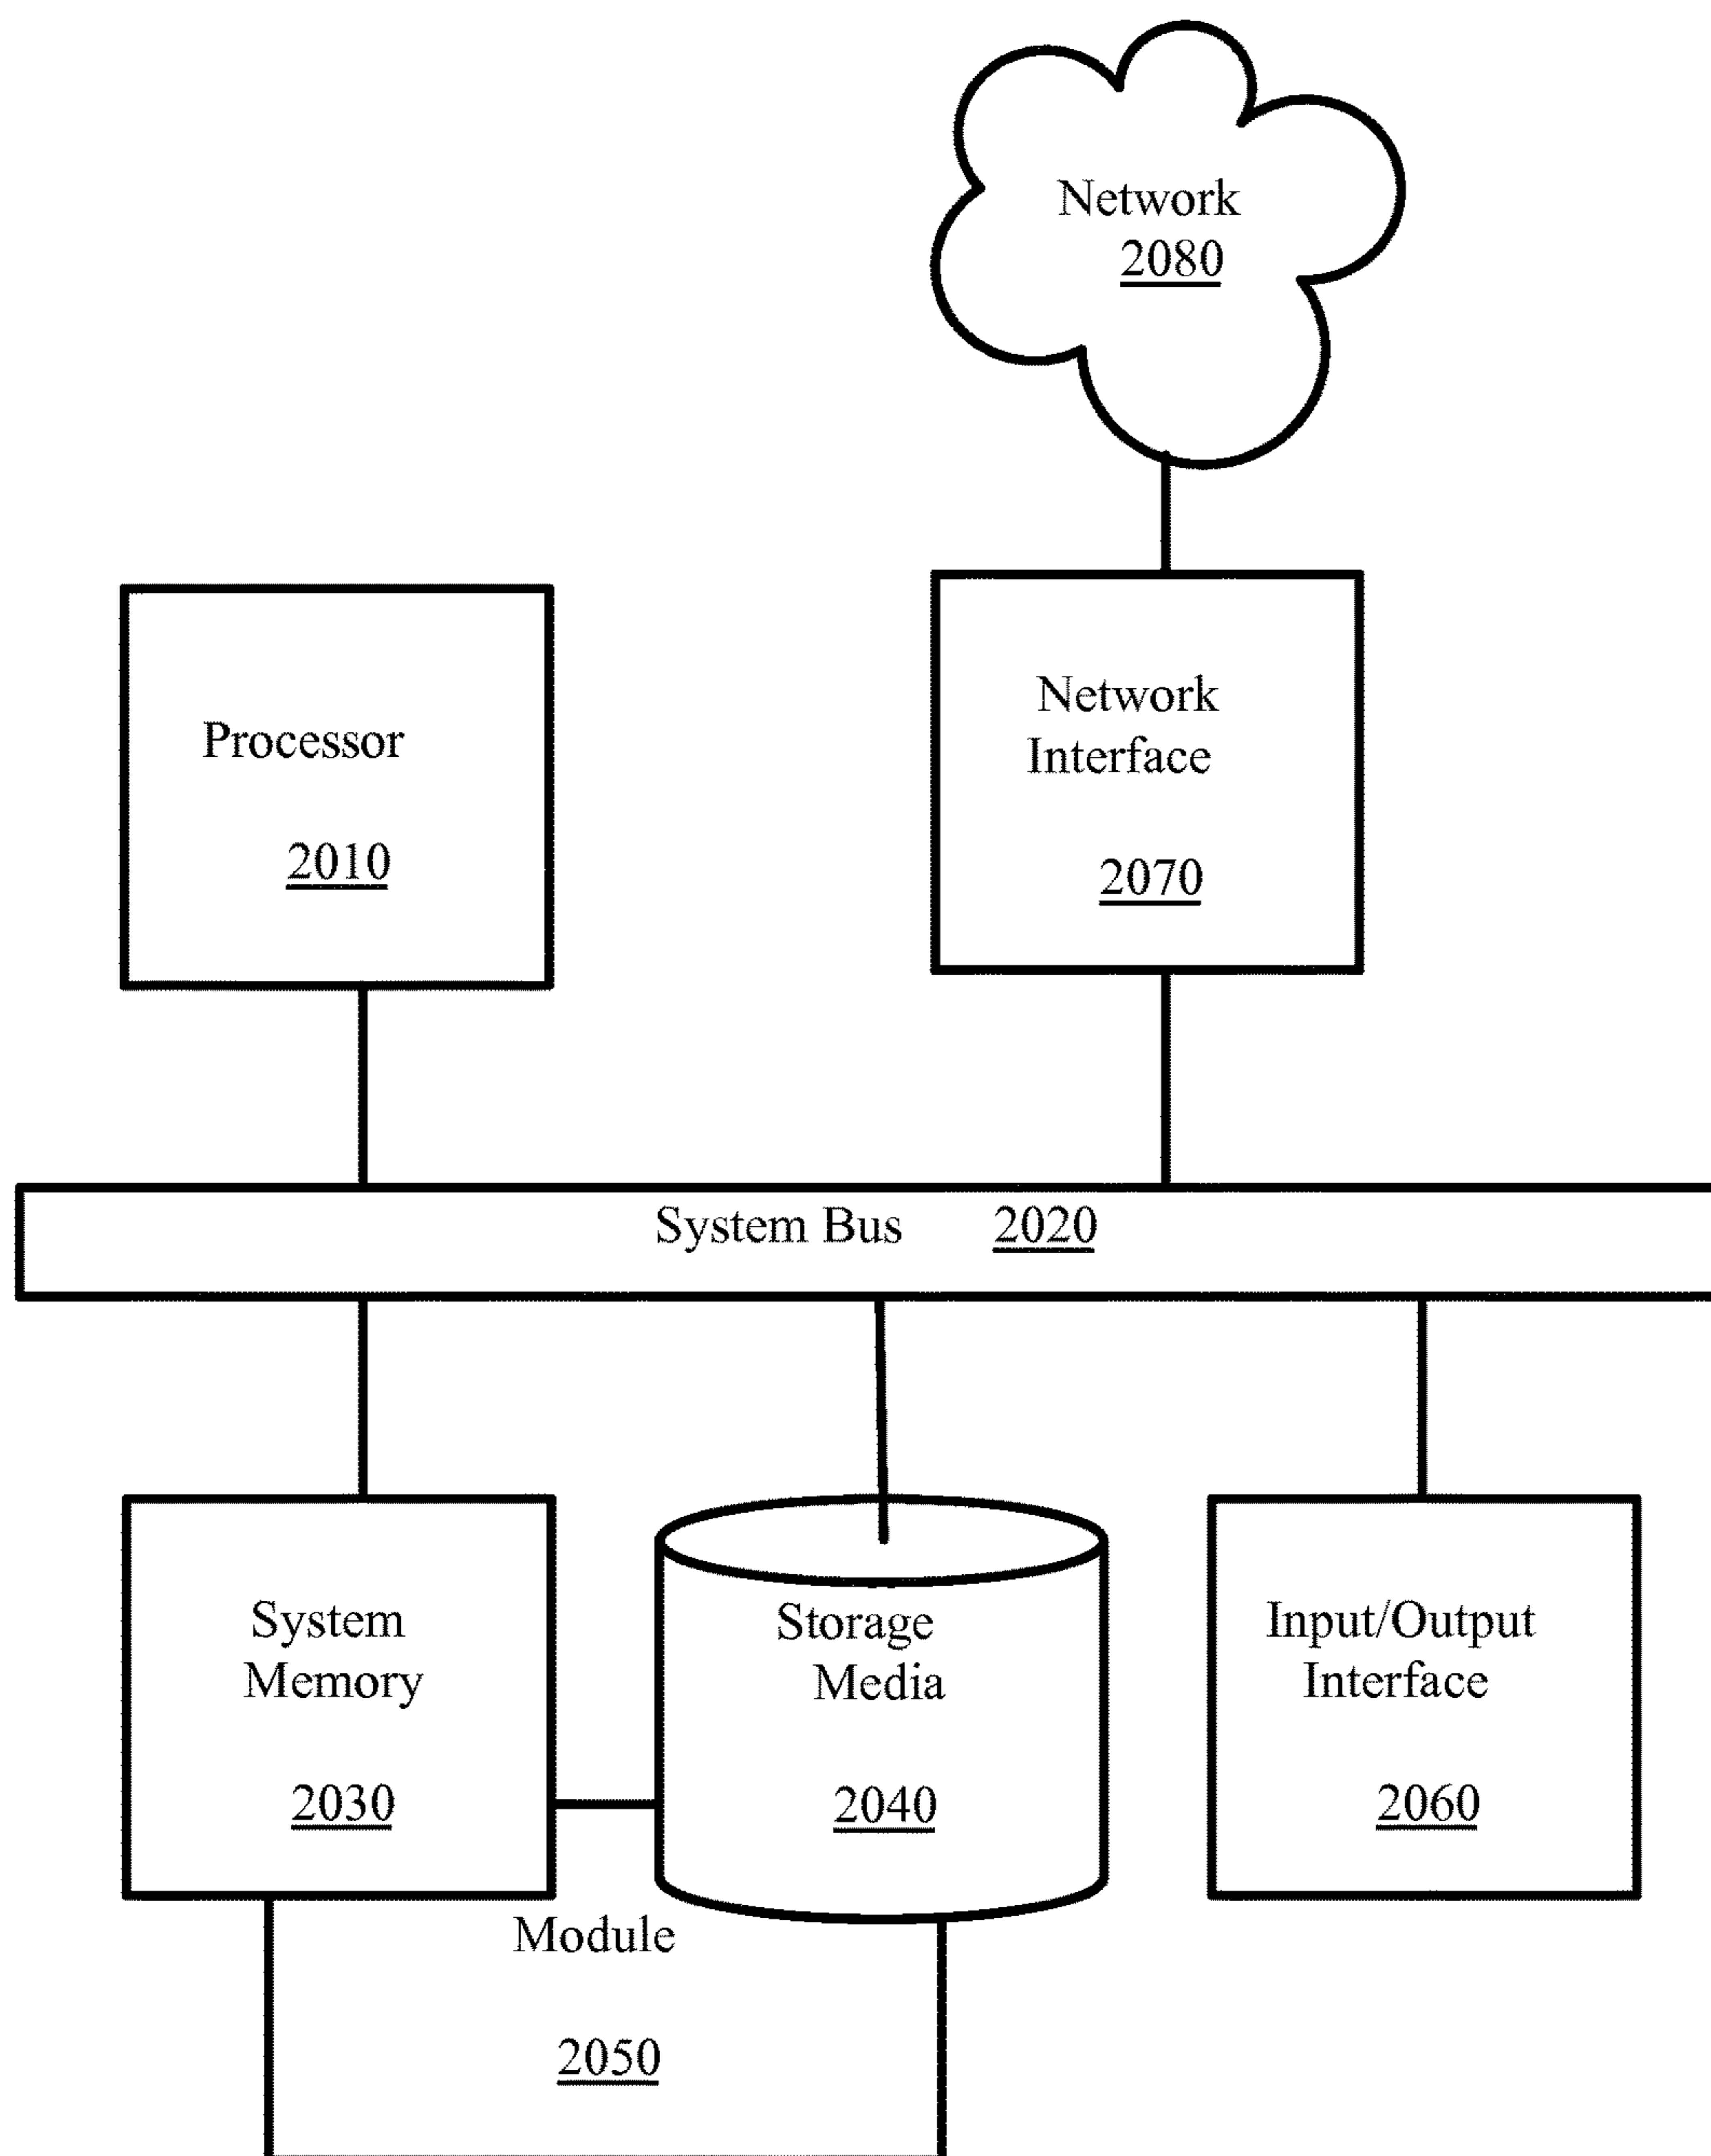 Network
2080
Processor
2010
Network
Interface
2070
System Bus 2020
System
Memory
2030
Storage
Media
2040
Input/Output
Interface
2060
Module
2050